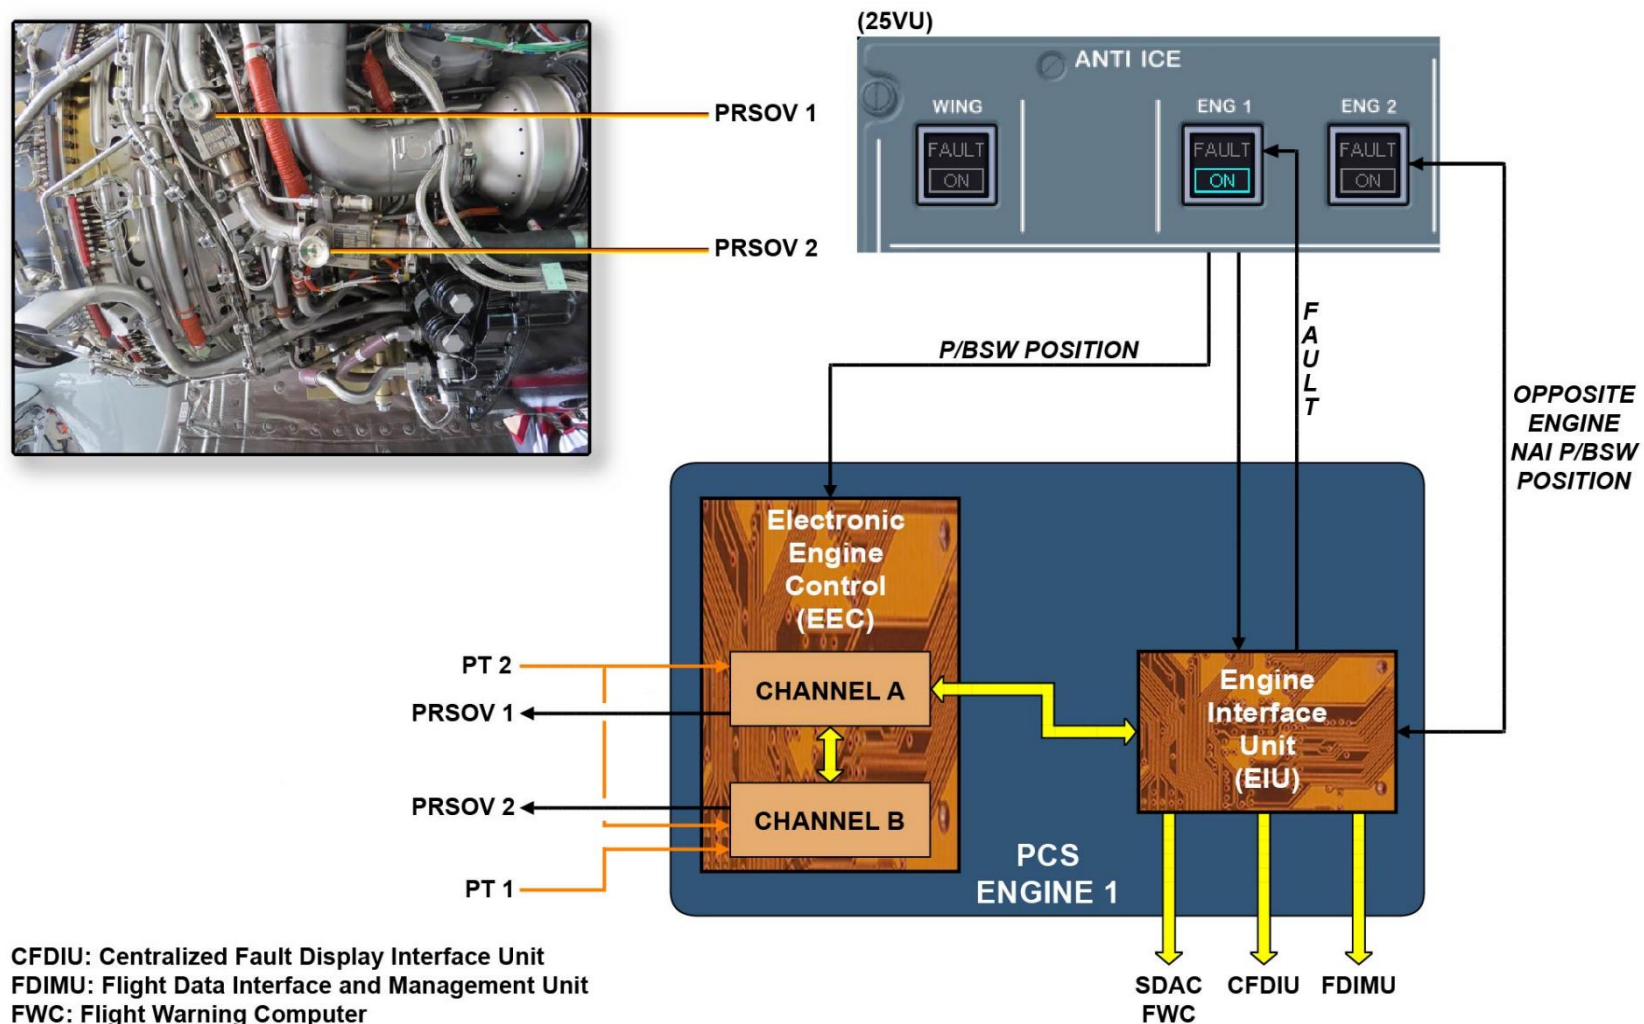 (25VU)
ANTI ICE
WING
ENG 1
ENG 2
FAULT
ON
FAULT
ON
FAULT
ON
PRSOV 1
PRSOV 2
P/BSW POSITION
FAULT
OPPOSITE
ENGINE
NAI P/BSW
POSITION
Electronic
Engine
Control
(EEC)
PT 2
CHANNEL A
PRSOV 1
PRSOV 2
CHANNEL B
PT 1
Engine
Interface
Unit
(EIU)
PCS
ENGINE 1
SDAC
FWC
CFDIU
FDIMU
CFDIU: Centralized Fault Display Interface Unit
FDIMU: Flight Data Interface and Management Unit
FWC: Flight Warning Computer